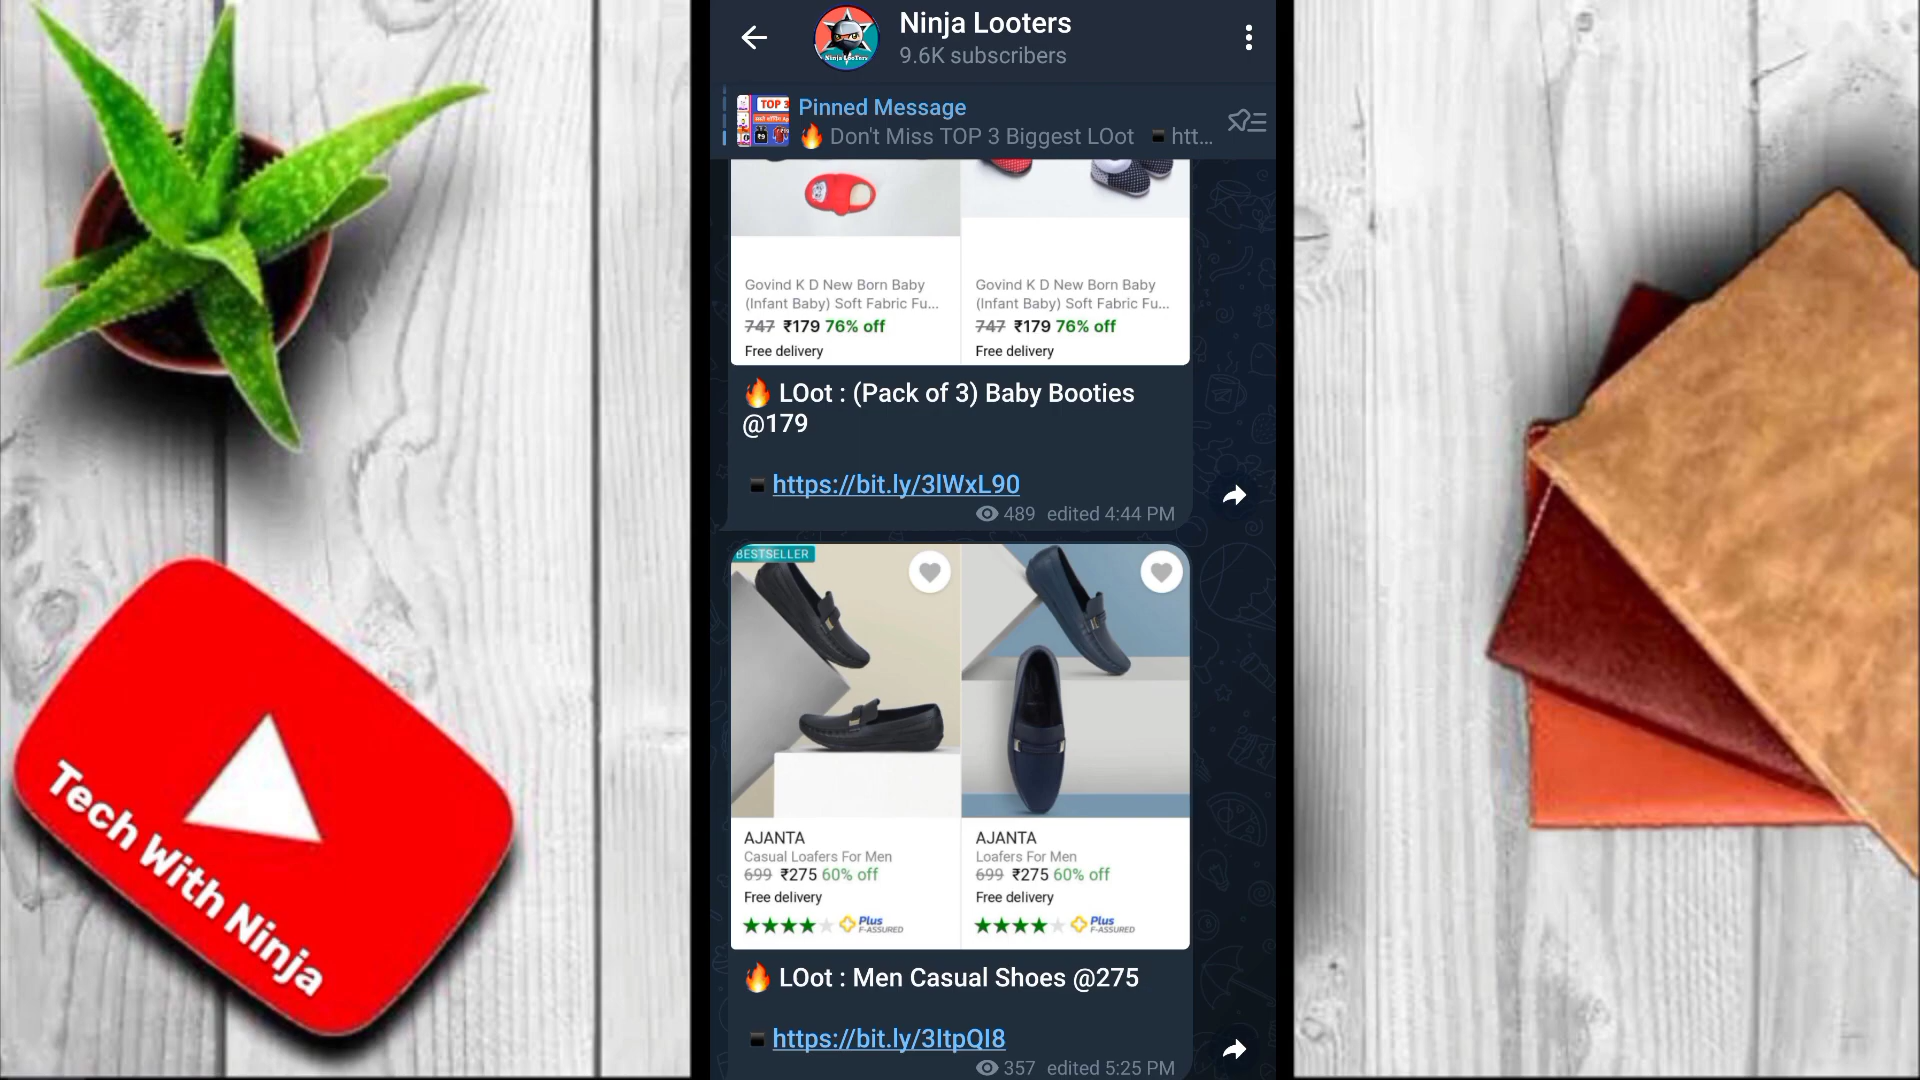 Ninja Looters
9.6K subscribers
Pinned Message
🔥 Don't Miss TOP 3 Biggest LOot ▪ htt...
TOP 3
Govind K D New Born Baby
(Infant Baby) Soft Fabric Fu...
747 ₹179 76% off
Free delivery
Govind K D New Born Baby
(Infant Baby) Soft Fabric Fu...
747 ₹179 76% off
Free delivery
🔥 LOot : (Pack of 3) Baby Booties
@179
▪ https://bit.ly/3lWxL90
489 edited 4:44 PM
BESTSELLER
AJANTA
Casual Loafers For Men
699 ₹275 60% off
Free delivery
Plus
F-ASSURED
AJANTA
Loafers For Men
699 ₹275 60% off
Free delivery
Plus
F-ASSURED
🔥 LOot : Men Casual Shoes @275
▪ https://bit.ly/3ItpQI8
357 edited 5:25 PM
Tech With Ninja